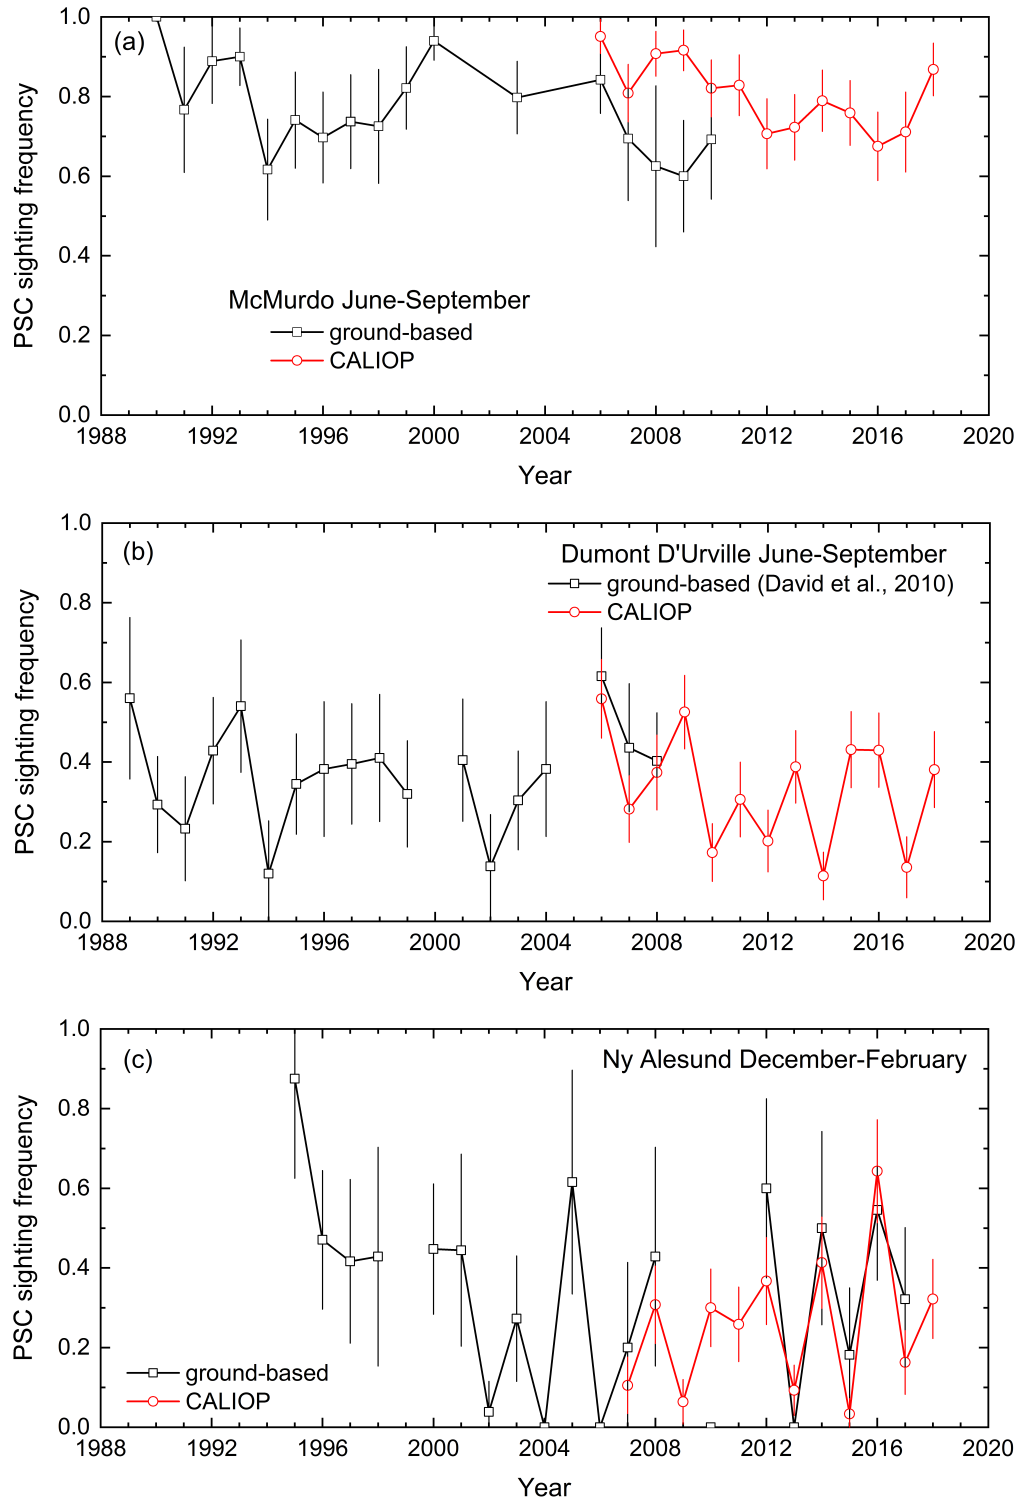 (a)
PSC sighting frequency
1.0
0.8
0.6
0.4
0.2
0.0
McMurdo June-September
ground-based
CALIOP
1988 1992 1996 2000 2004 2008 2012 2016 2020
Year
(b)
PSC sighting frequency
1.0
0.8
0.6
0.4
0.2
0.0
Dumont D'Urville June-September
ground-based (David et al., 2010)
CALIOP
1988 1992 1996 2000 2004 2008 2012 2016 2020
Year
(c)
PSC sighting frequency
1.0
0.8
0.6
0.4
0.2
0.0
Ny Alesund December-February
ground-based
CALIOP
1988 1992 1996 2000 2004 2008 2012 2016 2020
Year